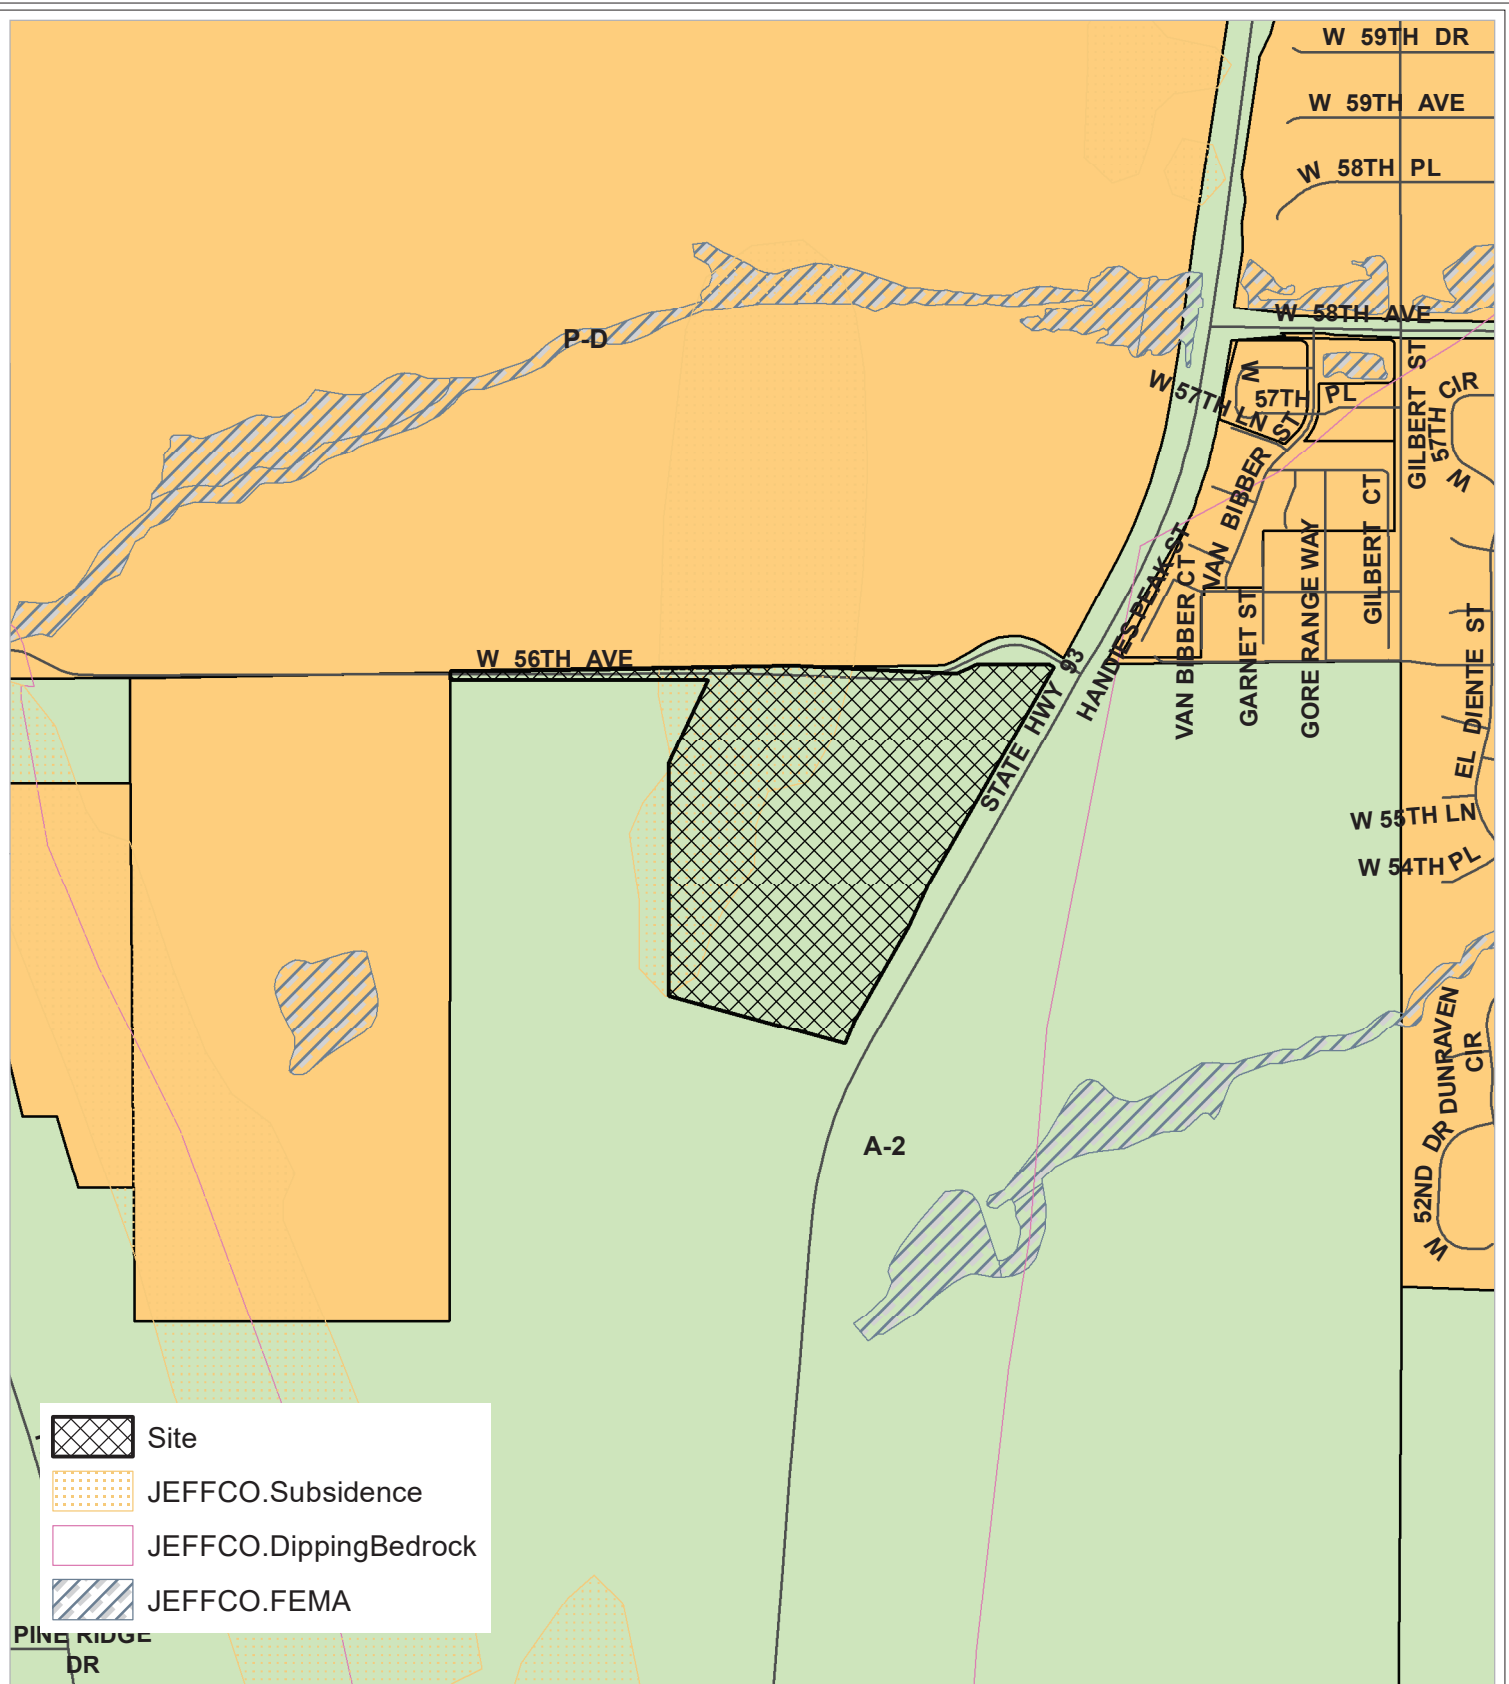 W 59TH DR
W 59TH AVE
W 58TH PL
W 58TH AVE
P-D
W 57TH LN
W 57TH PL
VAN BIBBER ST
GILBERT ST
W 57TH CIR
GILBERT CT
GORE RANGE WAY
GARNET ST
VAN BIBBER CT
HANDIES PEAK ST
W 56TH AVE
STATE HWY 93
EL DIENTE ST
W 55TH LN
W 54TH PL
DUNRAVEN CIR
W 52ND DR
A-2
Site
JEFFCO.Subsidence
JEFFCO.DippingBedrock
JEFFCO.FEMA
PINE RIDGE
DR